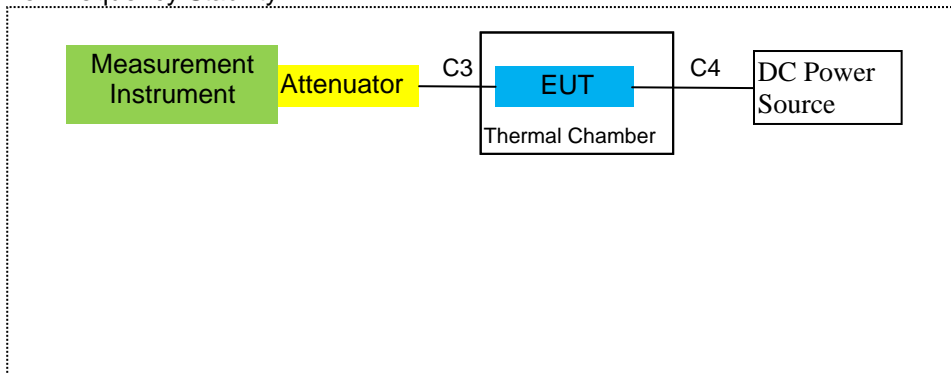 Measurement
Instrument
Attenuator
C3
EUT
Thermal Chamber
C4
DC Power
Source